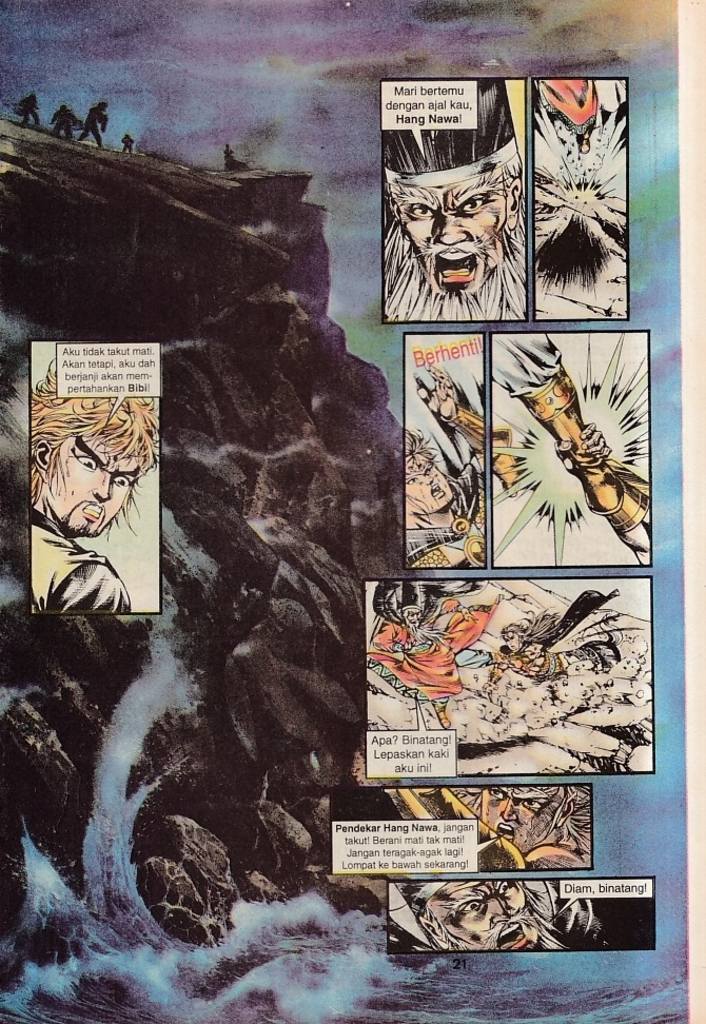 Mari bertemu
dengan ajal kau,
Hang Nawa!
Aku tidak takut mati.
Akan tetapi, aku dah
berjanji akan mem-
pertahankan Bibi!
Berhenti!
Apa? Binatang!
Lepaskan kaki
aku ini!
Pendekar Hang Nawa, jangan
takut! Berani mati tak mati!
Jangan teragak-agak lagi!
Lompat ke bawah sekarang!
Diam, binatang!
21